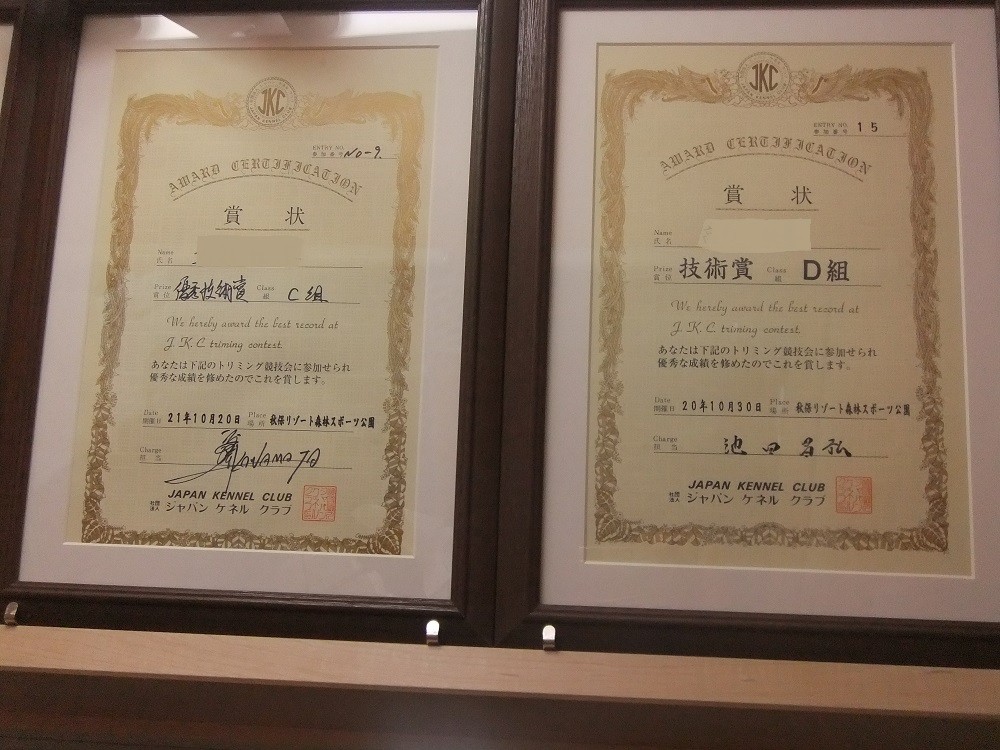 JKC
JAPAN KENNEL CLUB
ENTRY NO.
参加番号 No-9.
AWARD CERTIFICATION
賞 状
Name
氏名
Prize Class
賞位 優秀技術賞 組 C組
We hereby award the best record at
J. K. C triming contest.
あなたは下記のトリミング競技会に参加せられ
優秀な成績を修めたのでこれを賞します。
Date Place
開催日 21年10月20日 場所 秋保リゾート森林スポーツ公園
Charge
担当
JAPAN KENNEL CLUB
社団法人 ジャパン ケネル クラブ
JKC
ENTRY NO.
参加番号 15
AWARD CERTIFICATION
賞 状
Name
氏名
Prize Class
賞位 技術賞 組 D組
We hereby award the best record at
J. K. C triming contest.
あなたは下記のトリミング競技会に参加せられ
優秀な成績を修めたのでこれを賞します。
Date Place
開催日 20年10月30日 場所 秋保リゾート森林スポーツ公園
Charge
担当 池田昌弘
JAPAN KENNEL CLUB
社団法人 ジャパン ケネル クラブ